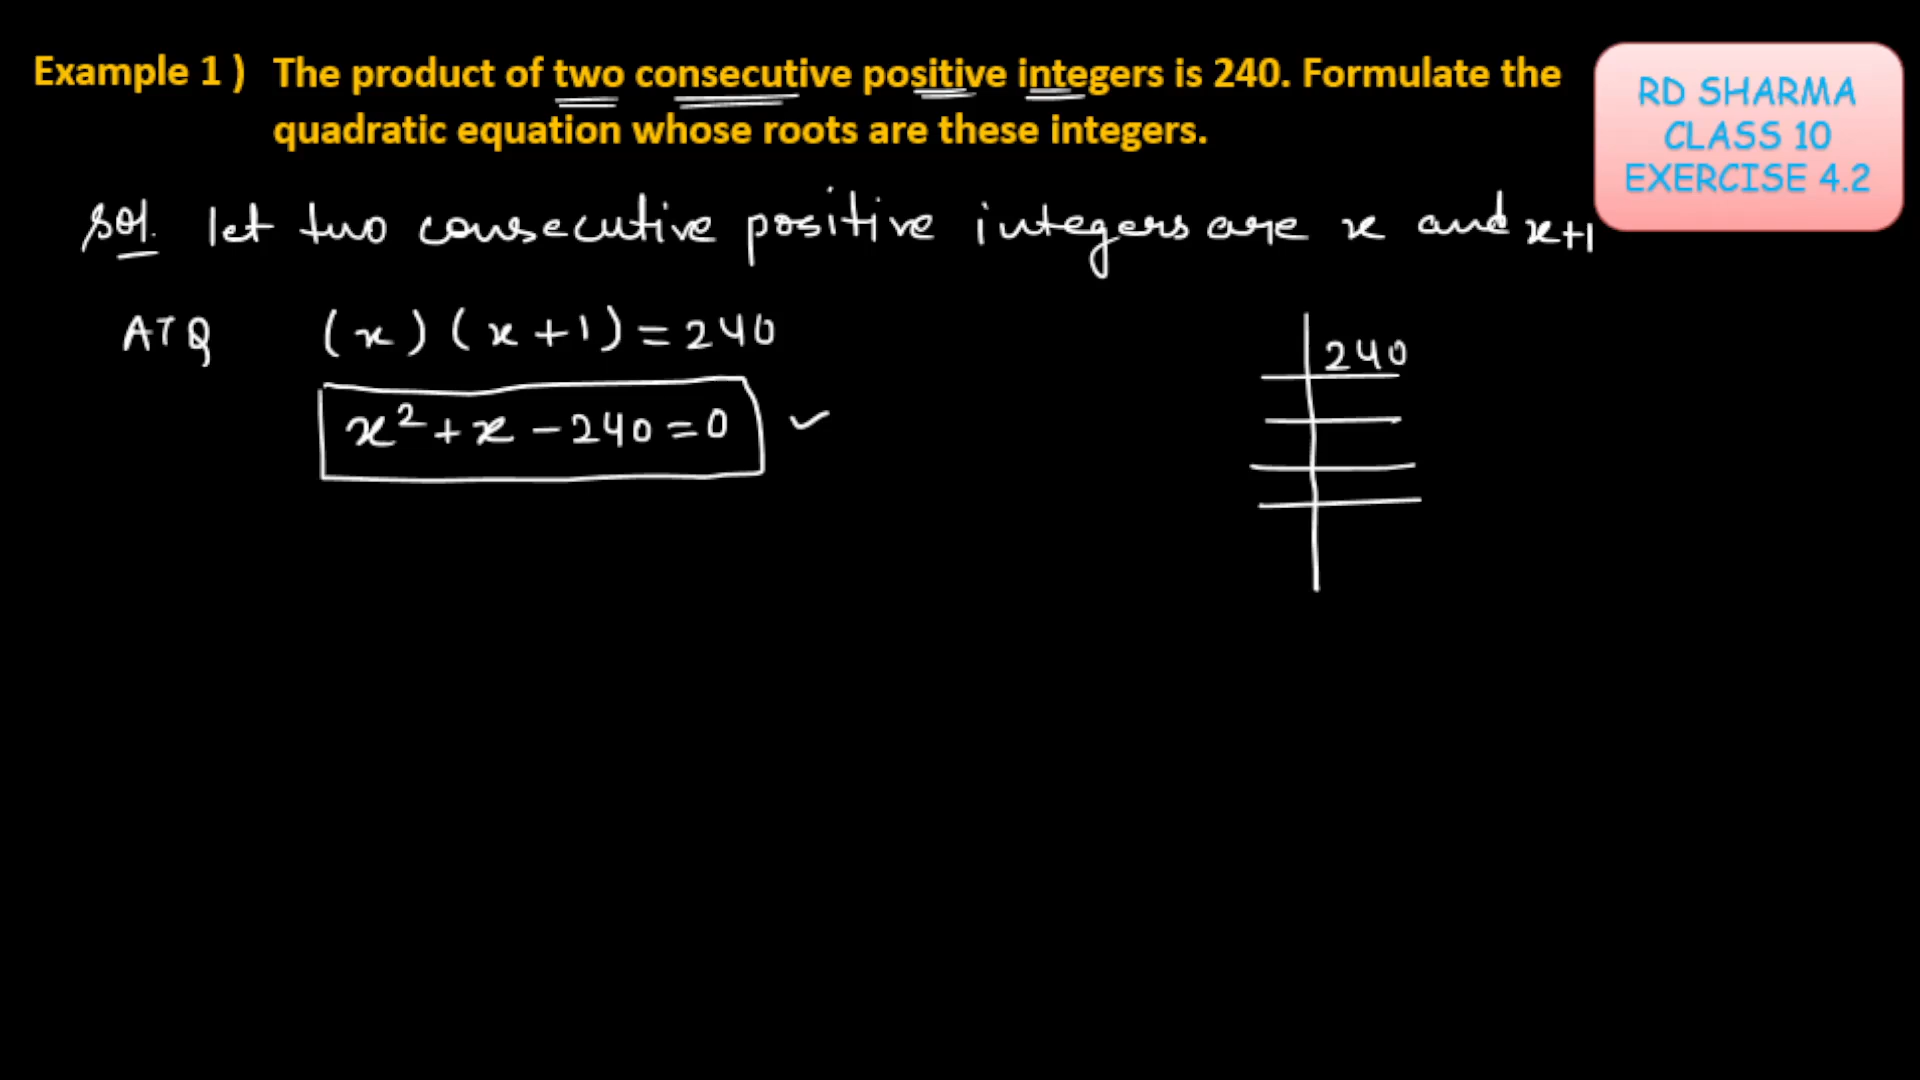 Example 1 ) The product of two consecutive positive integers is 240. Formulate the
quadratic equation whose roots are these integers.
RD SHARMA
CLASS 10
EXERCISE 4.2
Sol. let two consecutive positive integers are x and x+1
ATQ (x) (x+1) = 240
x² + x - 240 = 0 ✓
240